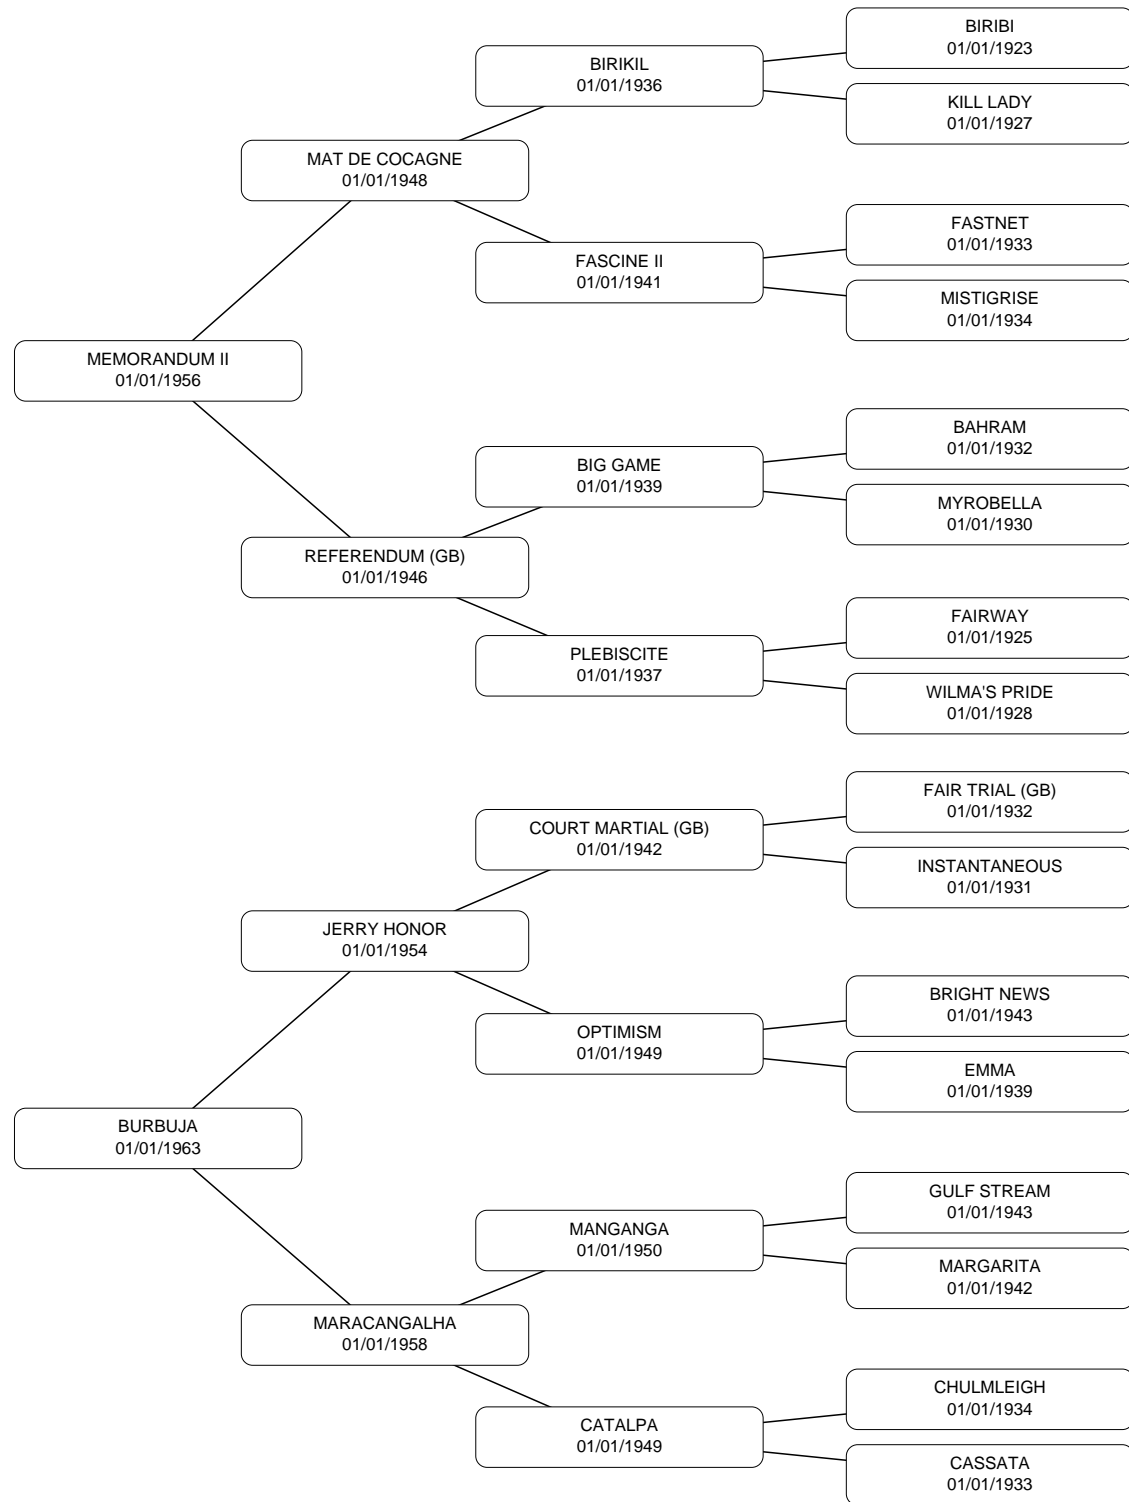 BIRIBI
01/01/1923
BIRIKIL
01/01/1936
KILL LADY
01/01/1927
MAT DE COCAGNE
01/01/1948
FASTNET
01/01/1933
FASCINE II
01/01/1941
MISTIGRISE
01/01/1934
MEMORANDUM II
01/01/1956
BAHRAM
01/01/1932
BIG GAME
01/01/1939
MYROBELLA
01/01/1930
REFERENDUM (GB)
01/01/1946
FAIRWAY
01/01/1925
PLEBISCITE
01/01/1937
WILMA'S PRIDE
01/01/1928
FAIR TRIAL (GB)
01/01/1932
COURT MARTIAL (GB)
01/01/1942
INSTANTANEOUS
01/01/1931
JERRY HONOR
01/01/1954
BRIGHT NEWS
01/01/1943
OPTIMISM
01/01/1949
EMMA
01/01/1939
BURBUJA
01/01/1963
GULF STREAM
01/01/1943
MANGANGA
01/01/1950
MARGARITA
01/01/1942
MARACANGALHA
01/01/1958
CHULMLEIGH
01/01/1934
CATALPA
01/01/1949
CASSATA
01/01/1933